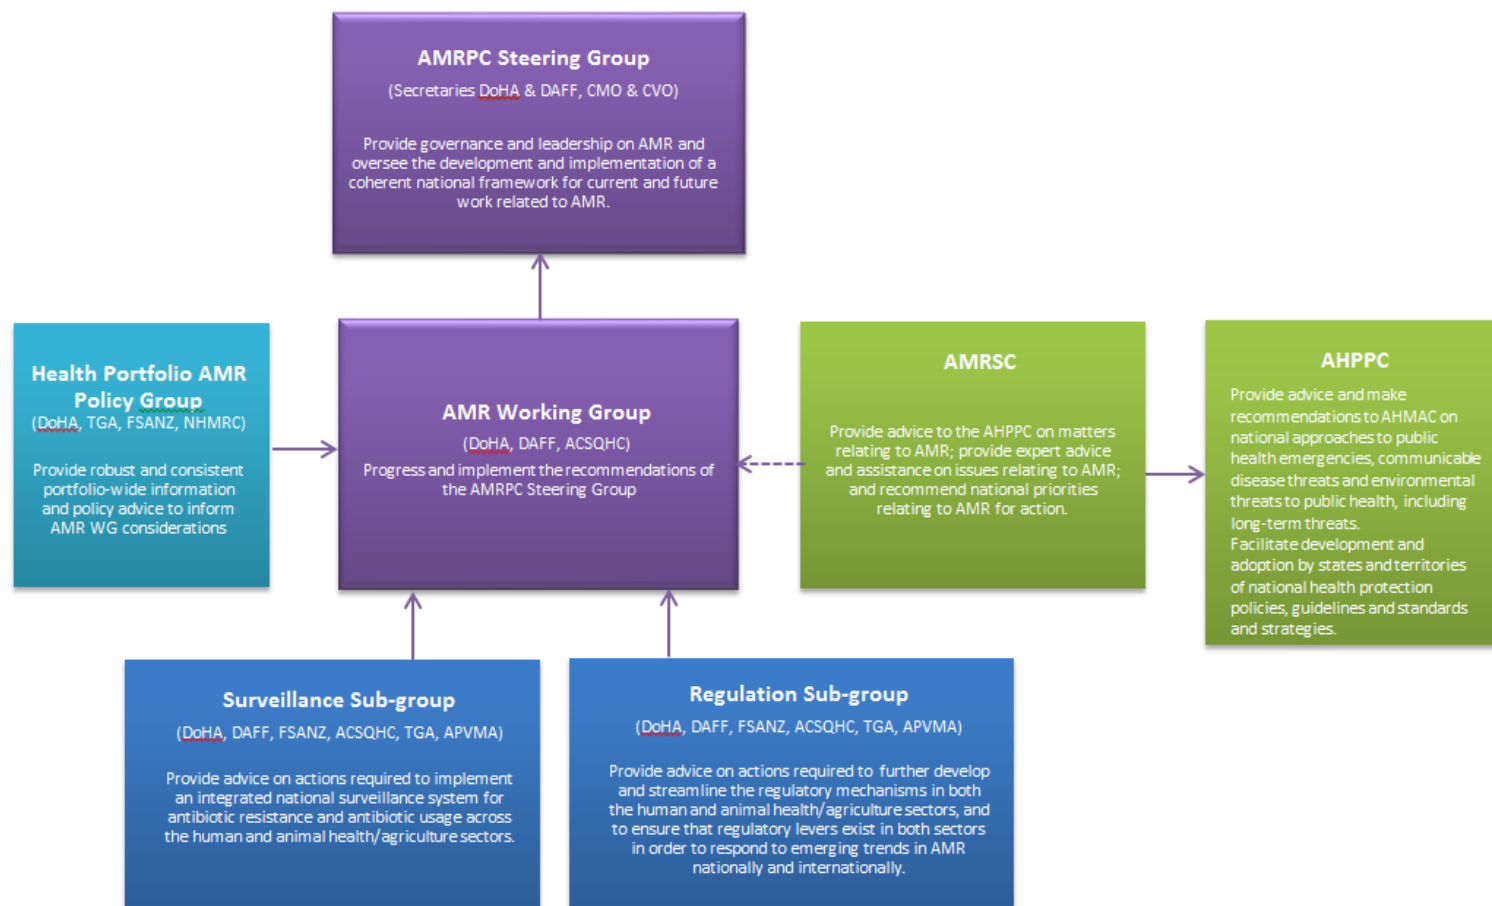 AMRPC Steering Group
(Secretaries DoHA & DAFF, CMO & CVO)
Provide governance and leadership on AMR and
oversee the development and implementation of a
coherent national framework for current and future
work related to AMR.
Health Portfolio AMR
Policy Group
(DoHA, TGA, FSANZ, NHMRC)
Provide robust and consistent
portfolio-wide information
and policy advice to inform
AMR WG considerations
AMR Working Group
(DoHA, DAFF, ACSQHC)
Progress and implement the recommendations of
the AMRPC Steering Group
AMRSC
Provide advice to the AHPPC on matters
relating to AMR; provide expert advice
and assistance on issues relating to AMR;
and recommend national priorities
relating to AMR for action.
AHPPC
Provide advice and make
recommendations to AHMAC on
national approaches to public
health emergencies, communicable
disease threats and environmental
threats to public health, including
long-term threats.
Facilitate development and
adoption by states and territories
of national health protection
policies, guidelines and standards
and strategies.
Surveillance Sub-group
(DoHA, DAFF, FSANZ, ACSQHC, TGA, APVMA)
Provide advice on actions required to implement
an integrated national surveillance system for
antibiotic resistance and antibiotic usage across
the human and animal health/agriculture sectors.
Regulation Sub-group
(DoHA, DAFF, FSANZ, ACSQHC, TGA, APVMA)
Provide advice on actions required to further develop
and streamline the regulatory mechanisms in both
the human and animal health/agriculture sectors, and
to ensure that regulatory levers exist in both sectors
in order to respond to emerging trends in AMR
nationally and internationally.